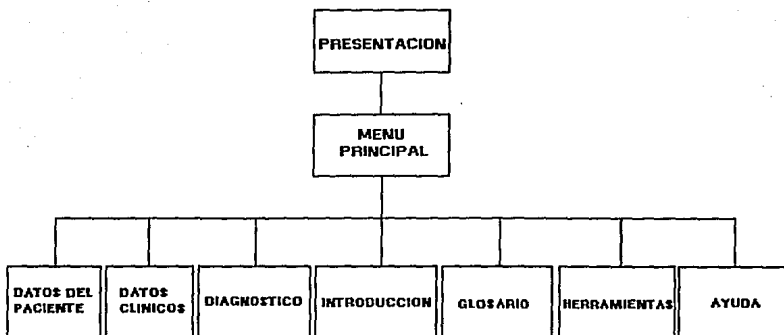 PRESENTACION
MENU
PRINCIPAL
DATOS DEL
PACIENTE
DATOS
CLINICOS
DIAGNOSTICO
INTRODUCCION
GLOSARIO
HERRAMIENTAS
AYUDA